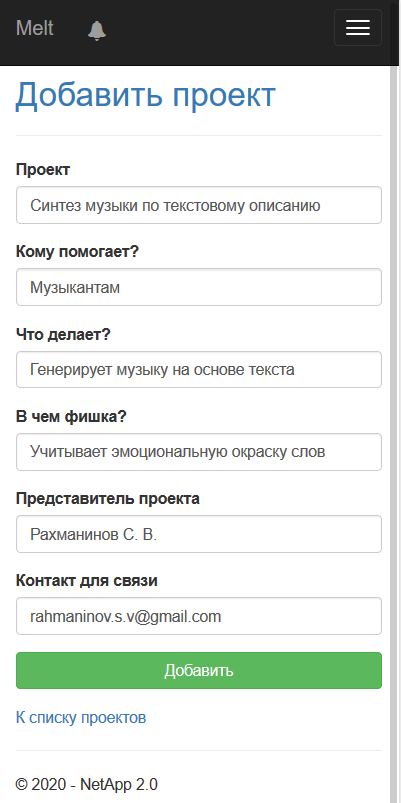 Melt
Добавить проект
Проект
Синтез музыки по текстовому описанию
Кому помогает?
Музыкантам
Что делает?
Генерирует музыку на основе текста
В чем фишка?
Учитывает эмоциональную окраску слов
Представитель проекта
Рахманинов С. В.
Контакт для связи
rahmaninov.s.v@gmail.com
Добавить
К списку проектов
© 2020 - NetApp 2.0